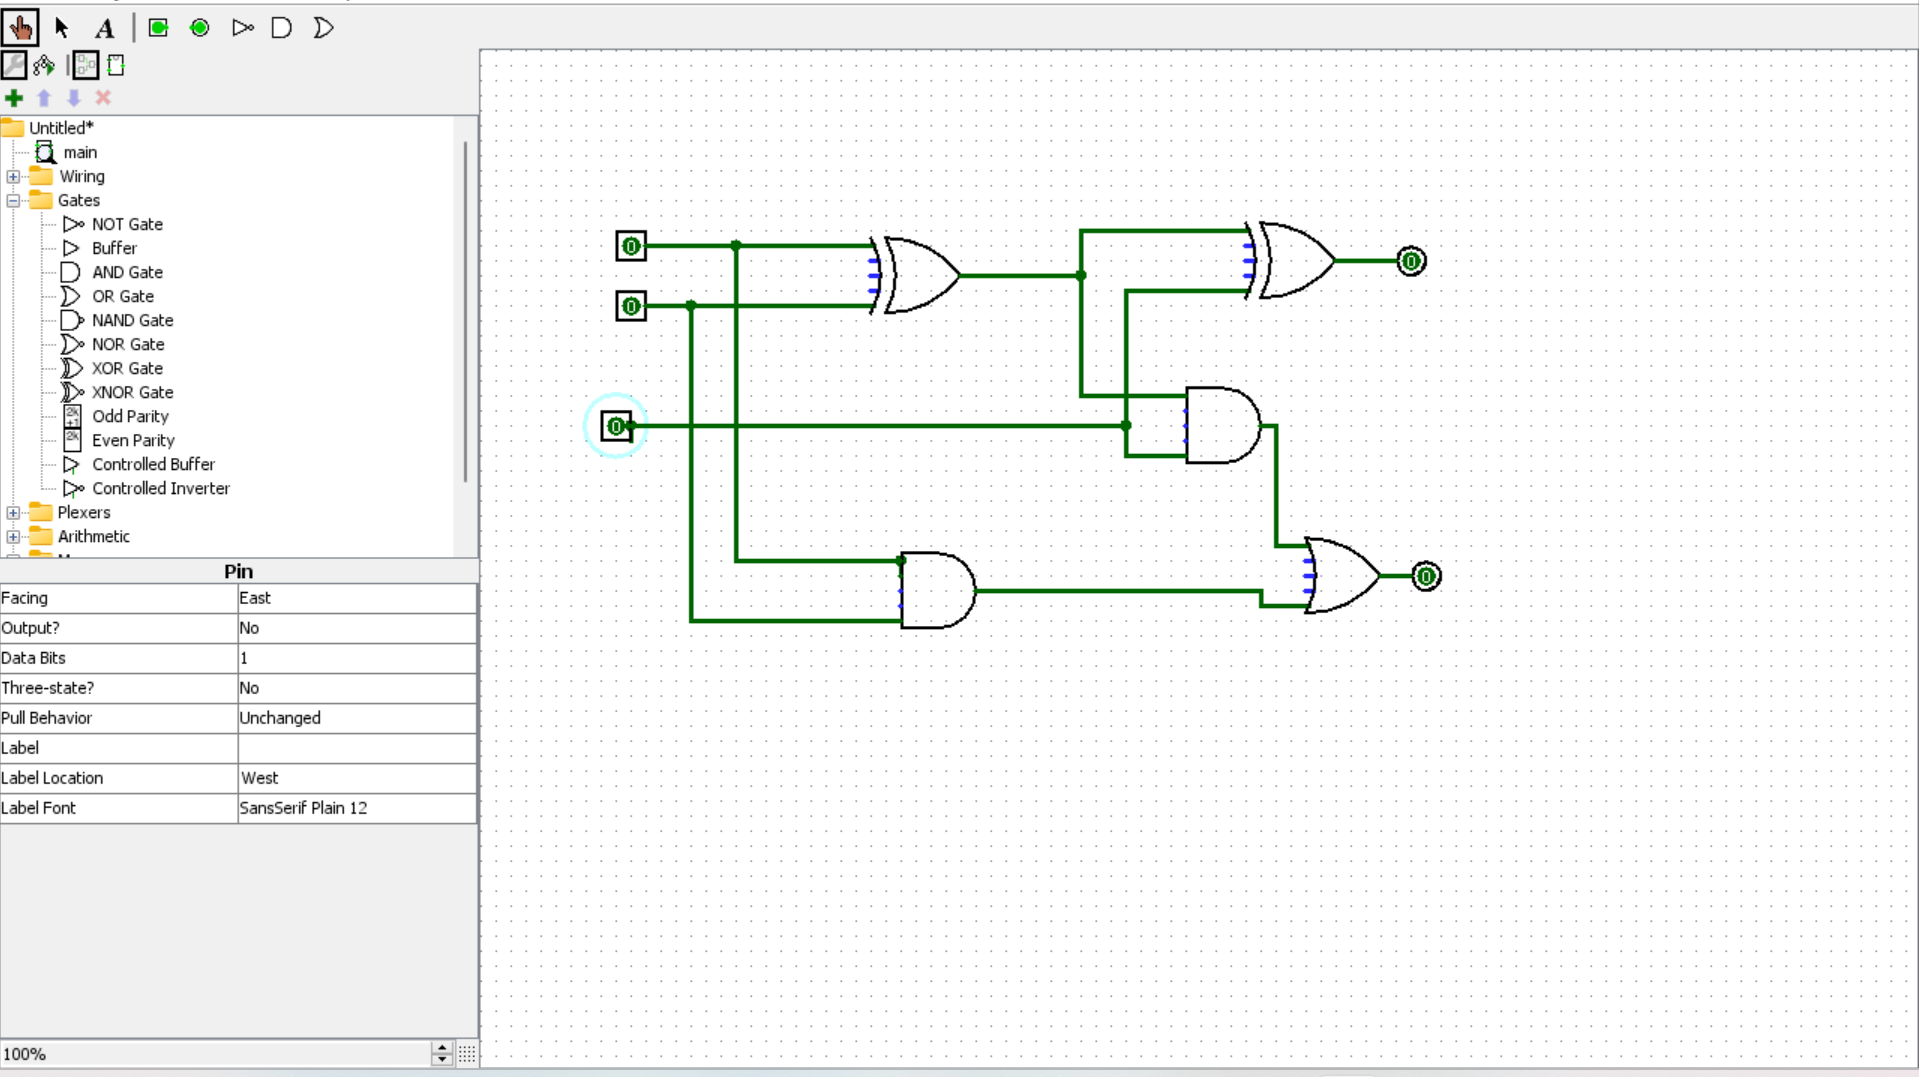 A
Untitled*
main
Wiring
Gates
NOT Gate
Buffer
AND Gate
OR Gate
NAND Gate
NOR Gate
XOR Gate
XNOR Gate
Odd Parity
Even Parity
Controlled Buffer
Controlled Inverter
Plexers
Arithmetic
Pin
Facing East
Output? No
Data Bits 1
Three-state? No
Pull Behavior Unchanged
Label
Label Location West
Label Font SansSerif Plain 12
100%
0
0
0
0
0